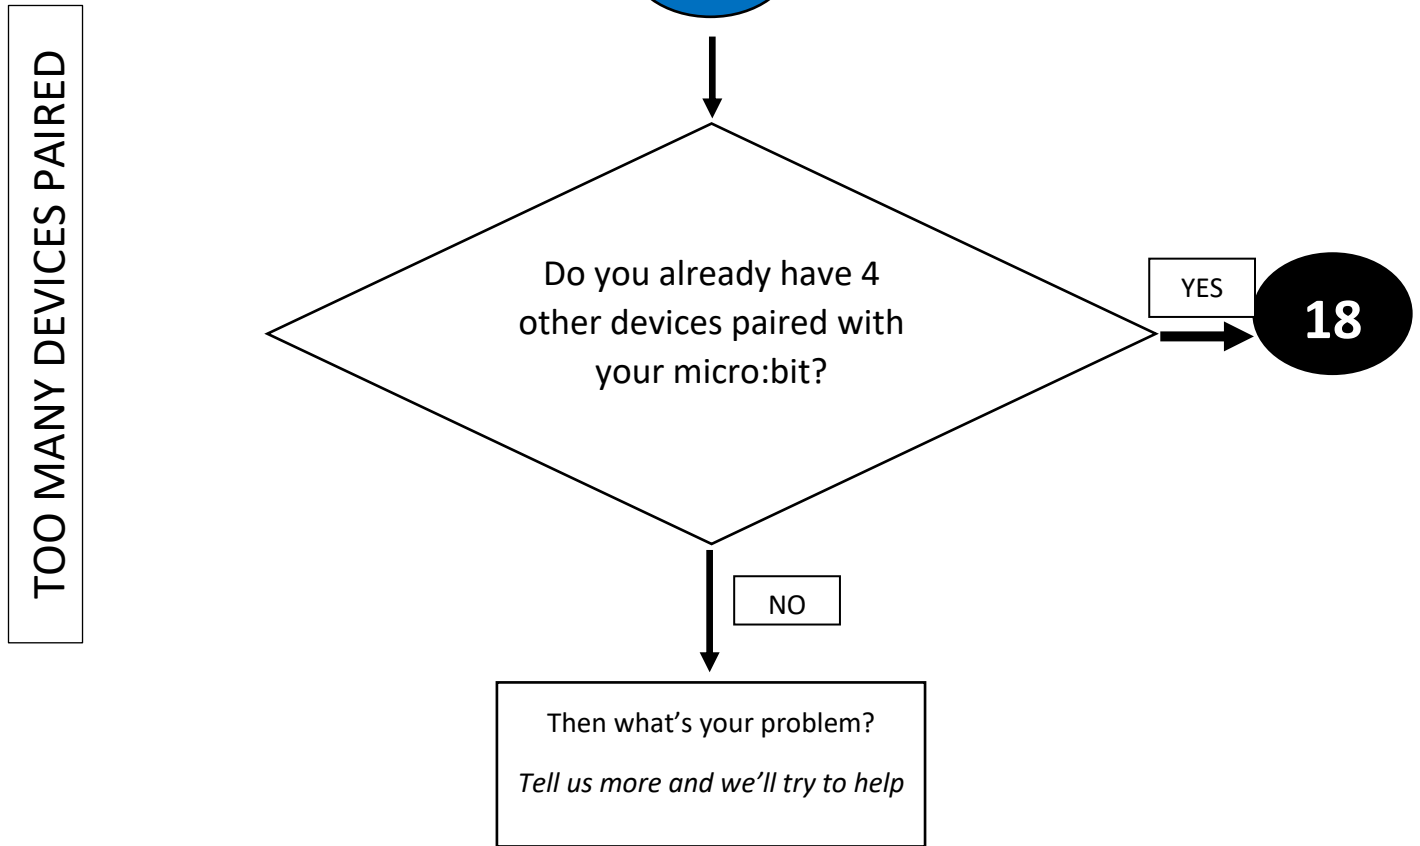 TOO MANY DEVICES PAIRED
Do you already have 4
other devices paired with
your micro:bit?
YES
18
NO
Then what’s your problem?
Tell us more and we’ll try to help